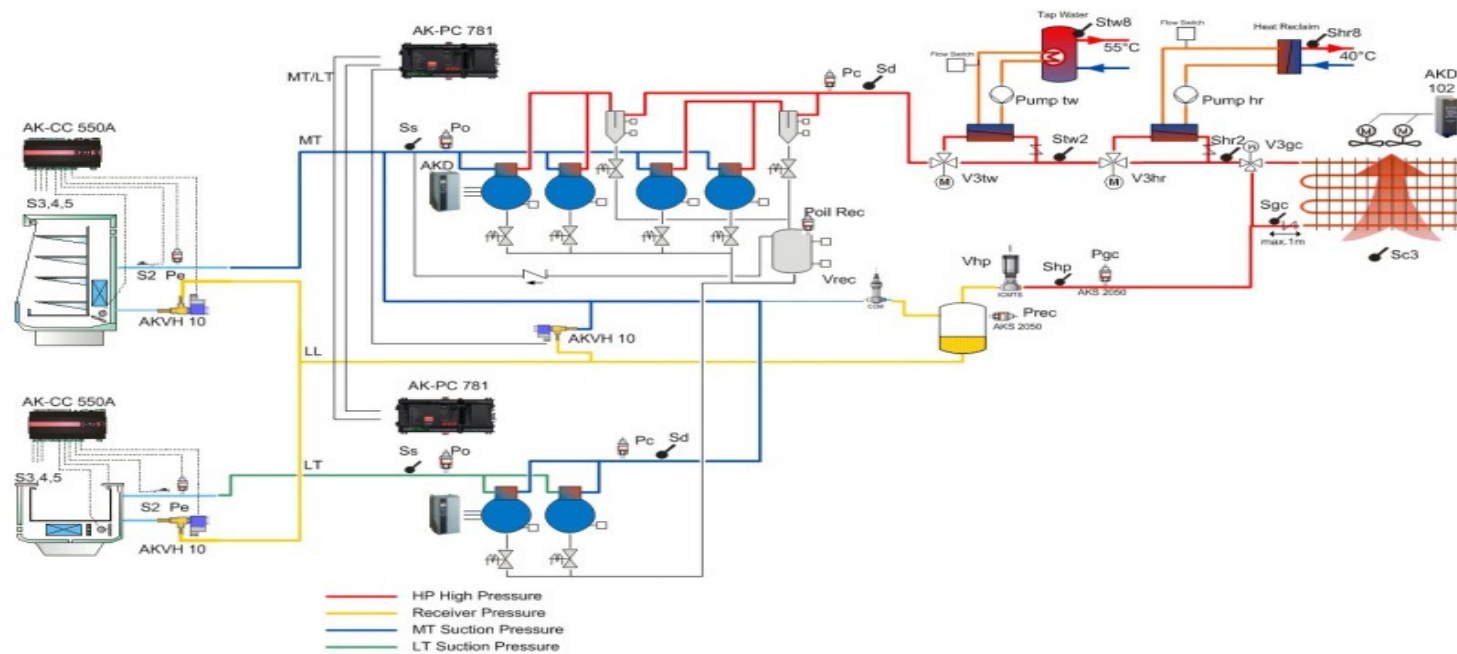 AK-PC 781
MT/LT
Tap Water
Stw8
Flow Switch
55°C
Flow Switch
Heat Reclaim
Shr8
40°C
AKD
102
Pc
Sd
Pump tw
Pump hr
AK-CC 550A
Ss
Po
MT
AKD
Stw2
Shr2
V3gc
M
M
M
V3tw
M
V3hr
M
S3,4,5
Poil Rec
Sgc
max.1m
Sc3
S2 Pe
Vrec
Vhp
Shp
Pgc
ICMTS
AKS 2050
CCM
Prec
AKS 2050
AKVH 10
AKVH 10
LL
AK-PC 781
AK-CC 550A
Ss
Po
Pc
Sd
LT
S3,4,5
S2 Pe
AKVH 10
HP High Pressure
Receiver Pressure
MT Suction Pressure
LT Suction Pressure